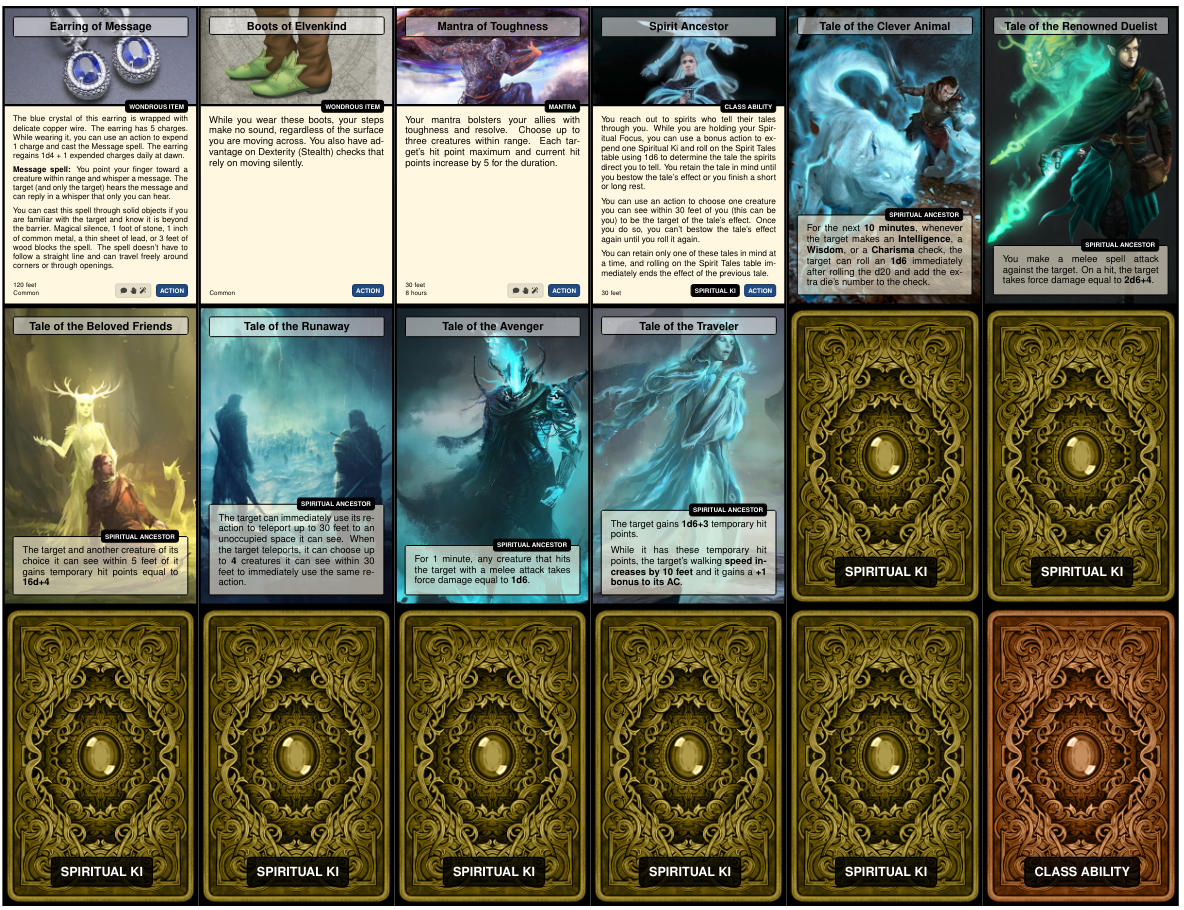 Earring of Message
WONDROUS ITEM
The blue crystal of this earring is wrapped with
delicate copper wire. The earring has 5 charges.
While wearing it, you can use an action to expend
1 charge and cast the Message spell. The earring
regains 1d4 + 1 expended charges daily at dawn.
Message spell: You point your finger toward a
creature within range and whisper a message. The
target (and only the target) hears the message and
can reply in a whisper that only you can hear.
You can cast this spell through solid objects if you
are familiar with the target and know it is beyond
the barrier. Magical silence, 1 foot of stone, 1 inch
of common metal, a thin sheet of lead, or 3 feet of
wood blocks the spell. The spell doesn't have to
follow a straight line and can travel freely around
corners or through openings.
120 feet
Common
ACTION
Boots of Elvenkind
WONDROUS ITEM
While you wear these boots, your steps
make no sound, regardless of the surface
you are moving across. You also have ad-
vantage on Dexterity (Stealth) checks that
rely on moving silently.
Common
ACTION
Mantra of Toughness
MANTRA
Your mantra bolsters your allies with
toughness and resolve. Choose up to
three creatures within range. Each tar-
get's hit point maximum and current hit
points increase by 5 for the duration.
30 feet
8 hours
ACTION
Spirit Ancestor
CLASS ABILITY
You reach out to spirits who tell their tales
through you. While you are holding your Spir-
itual Focus, you can use a bonus action to ex-
pend one Spiritual Ki and roll on the Spirit Tales
table using 1d6 to determine the tale the spirits
direct you to tell. You retain the tale in mind until
you bestow the tale's effect or you finish a short
or long rest.
You can use an action to choose one creature
you can see within 30 feet of you (this can be
you) to be the target of the tale's effect. Once
you do so, you can't bestow the tale's effect
again until you roll it again.
You can retain only one of these tales in mind at
a time, and rolling on the Spirit Tales table im-
mediately ends the effect of the previous tale.
30 feet
SPIRITUAL KI
ACTION
Tale of the Clever Animal
SPIRITUAL ANCESTOR
For the next 10 minutes, whenever
the target makes an Intelligence, a
Wisdom, or a Charisma check, the
target can roll an 1d6 immediately
after rolling the d20 and add the ex-
tra die's number to the check.
Tale of the Renowned Duelist
SPIRITUAL ANCESTOR
You make a melee spell attack
against the target. On a hit, the target
takes force damage equal to 2d6+4.
Tale of the Beloved Friends
SPIRITUAL ANCESTOR
The target and another creature of its
choice it can see within 5 feet of it
gains temporary hit points equal to
16d+4
Tale of the Runaway
SPIRITUAL ANCESTOR
The target can immediately use its re-
action to teleport up to 30 feet to an
unoccupied space it can see. When
the target teleports, it can choose up
to 4 creatures it can see within 30
feet to immediately use the same re-
action.
Tale of the Avenger
SPIRITUAL ANCESTOR
For 1 minute, any creature that hits
the target with a melee attack takes
force damage equal to 1d6.
Tale of the Traveler
SPIRITUAL ANCESTOR
The target gains 1d6+3 temporary hit
points.
While it has these temporary hit
points, the target's walking speed in-
creases by 10 feet and it gains a +1
bonus to its AC.
SPIRITUAL KI
SPIRITUAL KI
SPIRITUAL KI
SPIRITUAL KI
SPIRITUAL KI
SPIRITUAL KI
SPIRITUAL KI
CLASS ABILITY